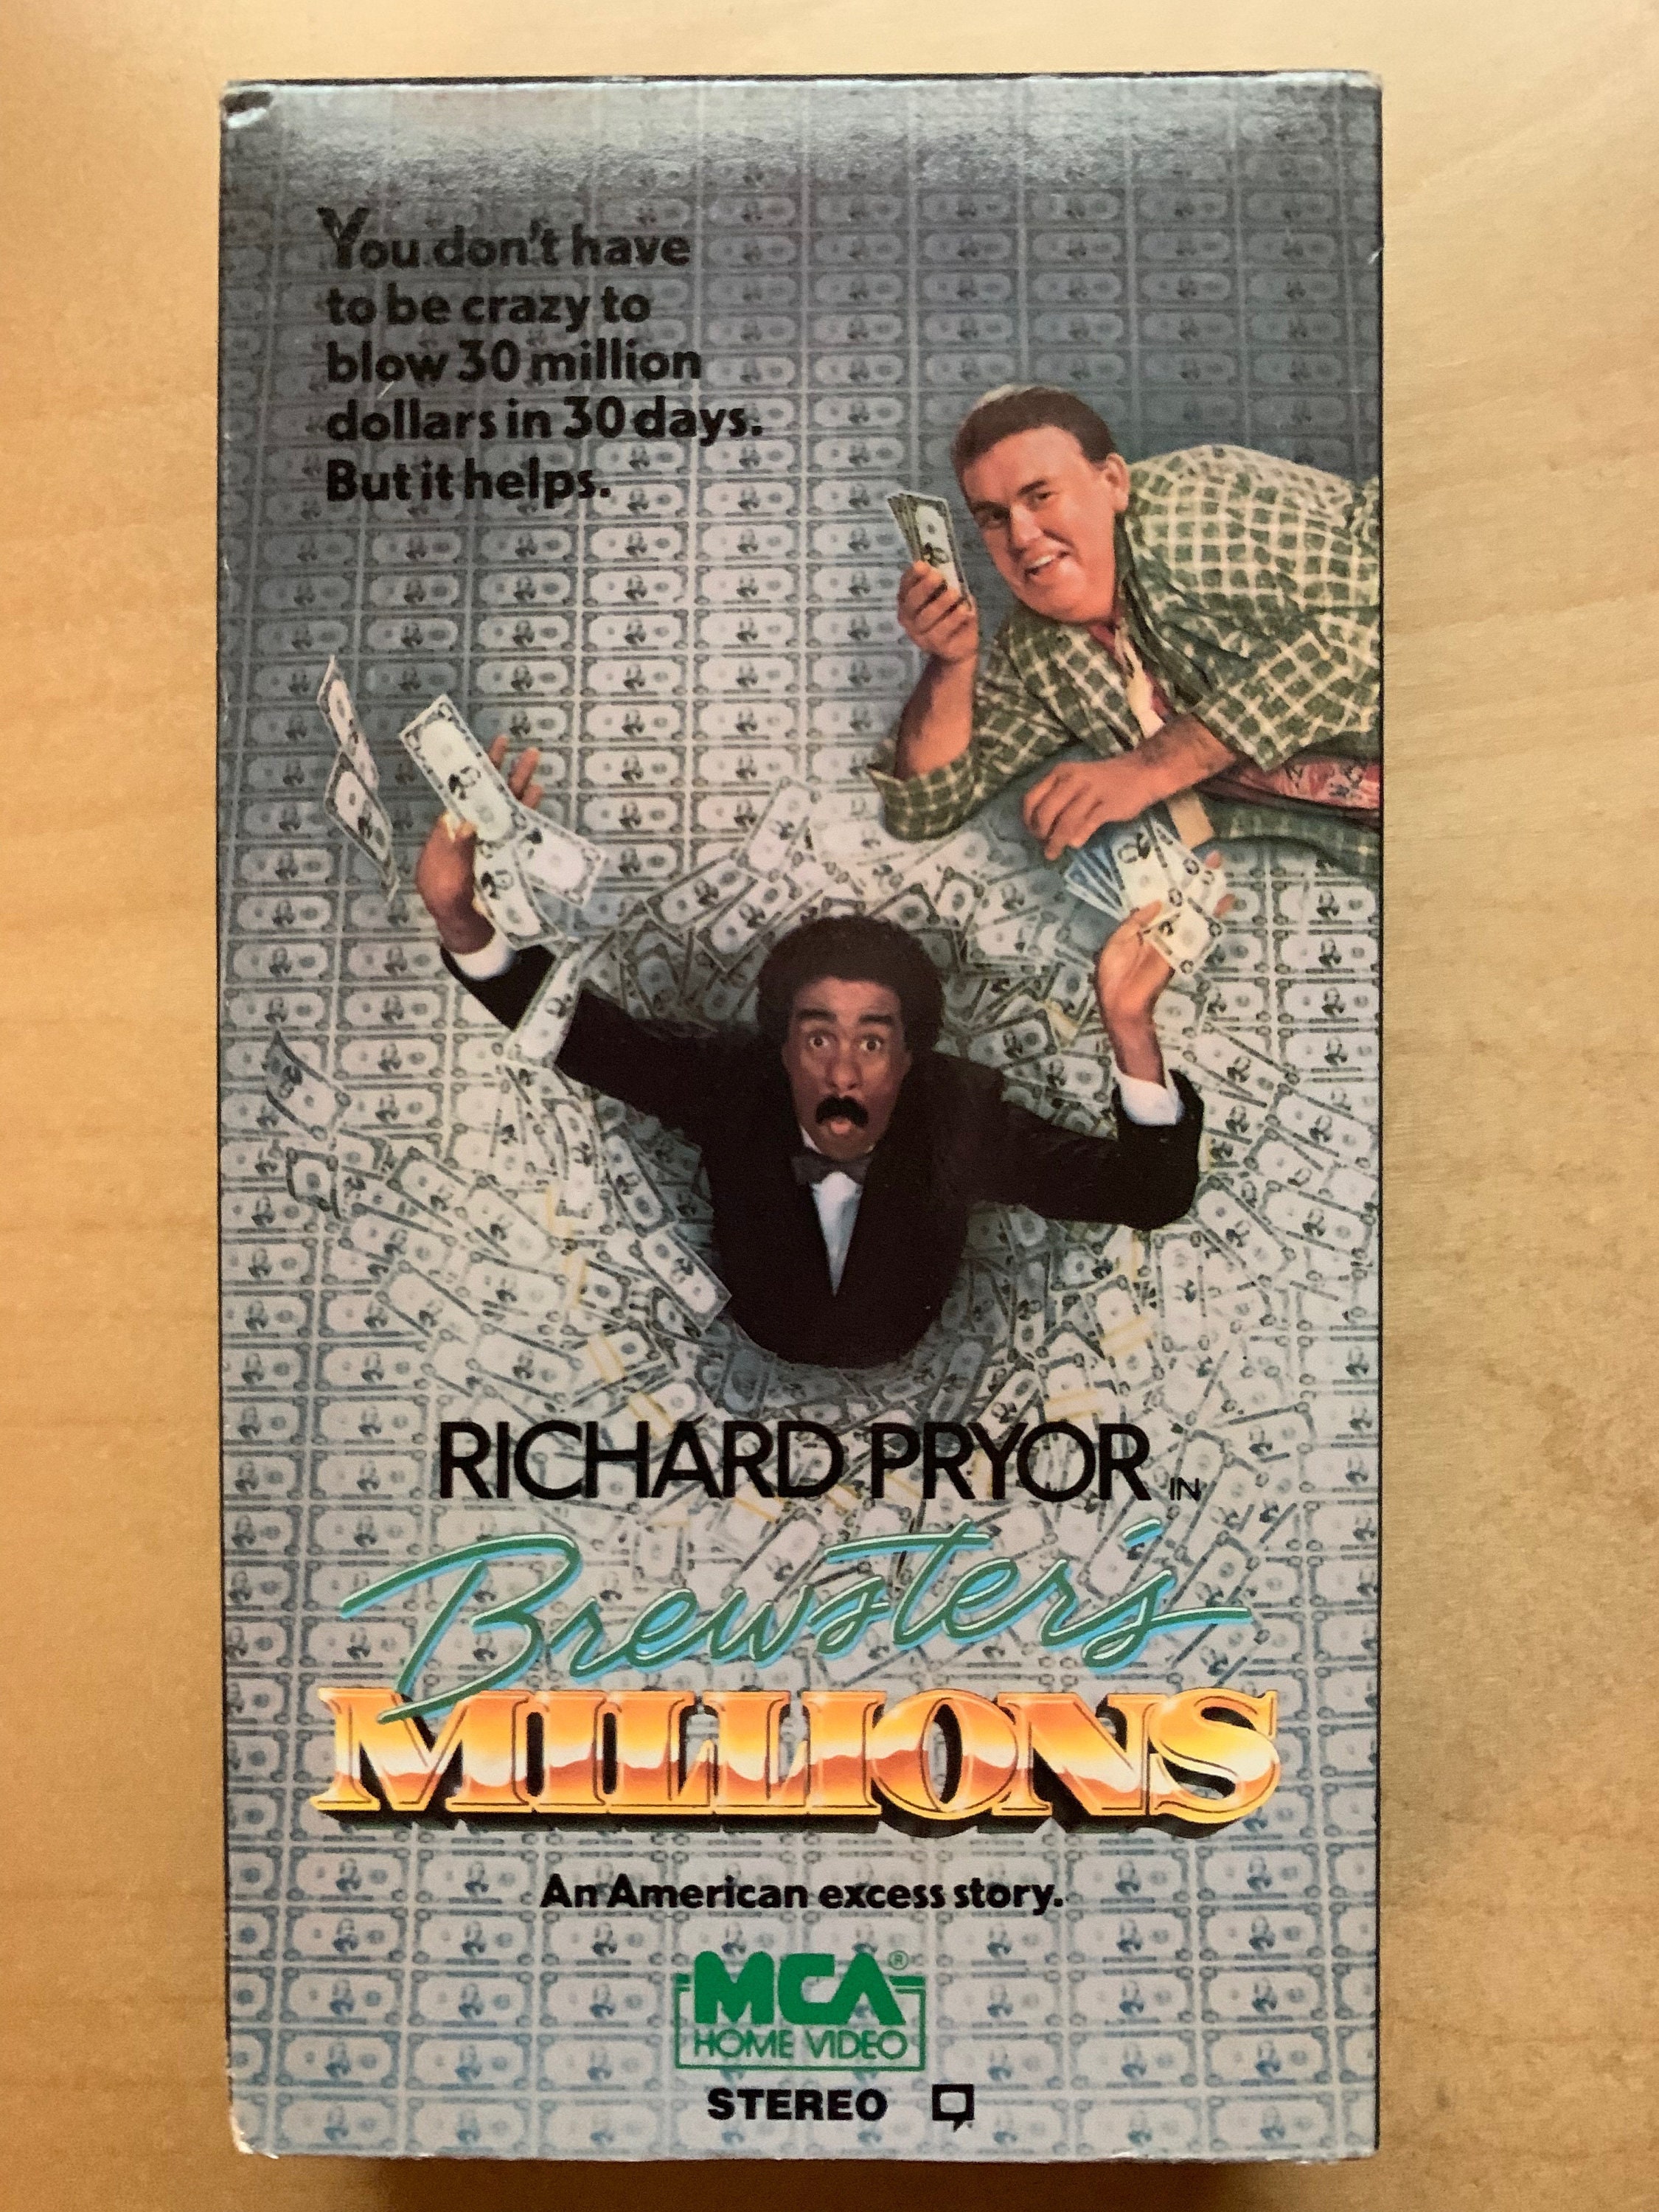 You don't have
to be crazy to
blow 30 million
dollars in 30 days.
But it helps.
RICHARD PRYOR IN
Brewster's
MILLIONS
An American excess story.
MCA®
HOME VIDEO
STEREO